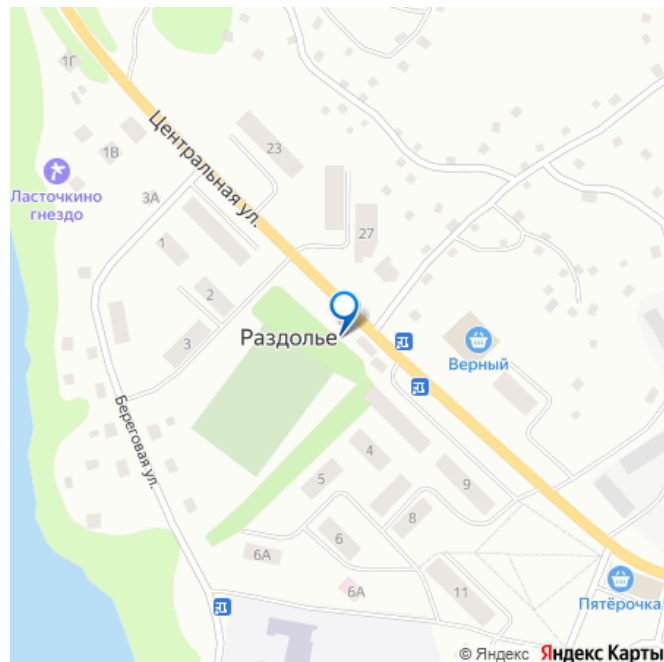 1Г
Центральная ул.
23
1В
Ласточкино
гнездо
3А
1
27
2
Раздолье
3
Верный
Береговая ул.
4
5
9
8
6
6А
6А
11
Пятёрочка
© Яндекс Яндекс Карты